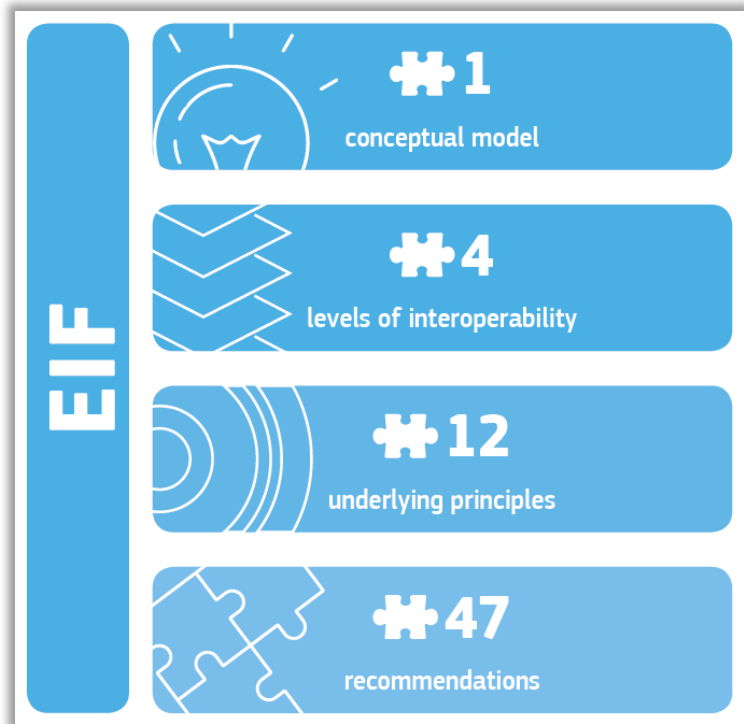 EIF
1
conceptual model
4
levels of interoperability
12
underlying principles
47
recommendations